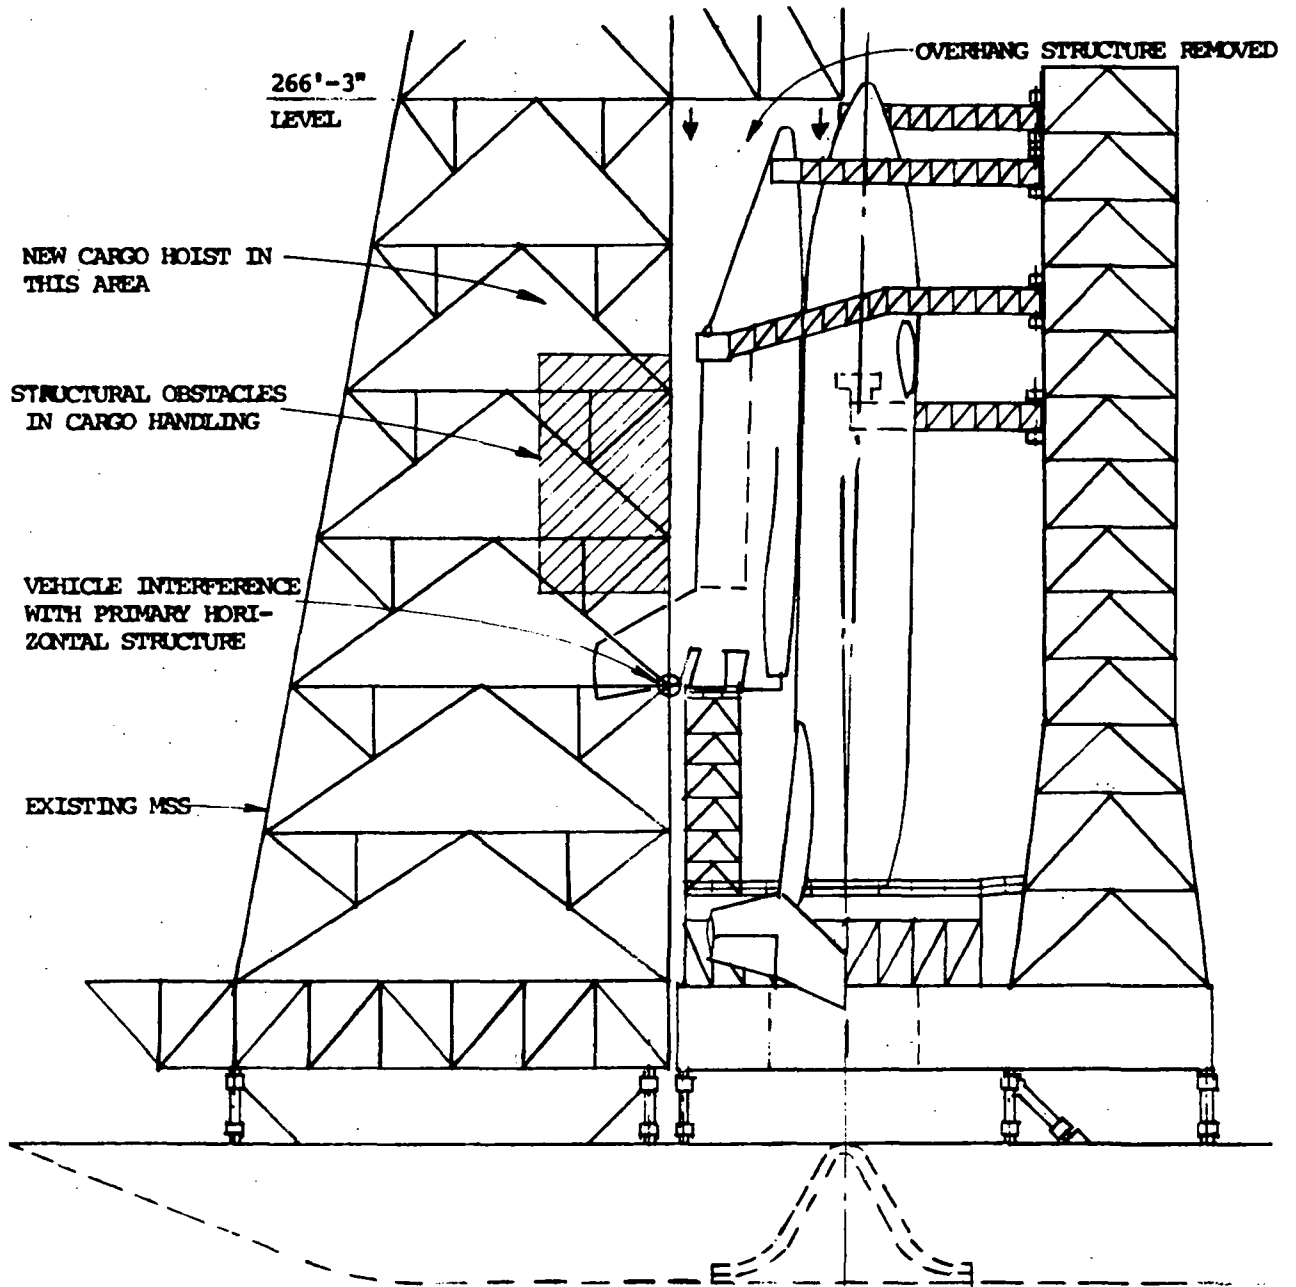 OVERHANG STRUCTURE REMOVED
266'-3"
LEVEL
NEW CARGO HOIST IN
THIS AREA
STRUCTURAL OBSTACLES
IN CARGO HANDLING
VEHICLE INTERFERENCE
WITH PRIMARY HORI-
ZONTAL STRUCTURE
EXISTING MSS